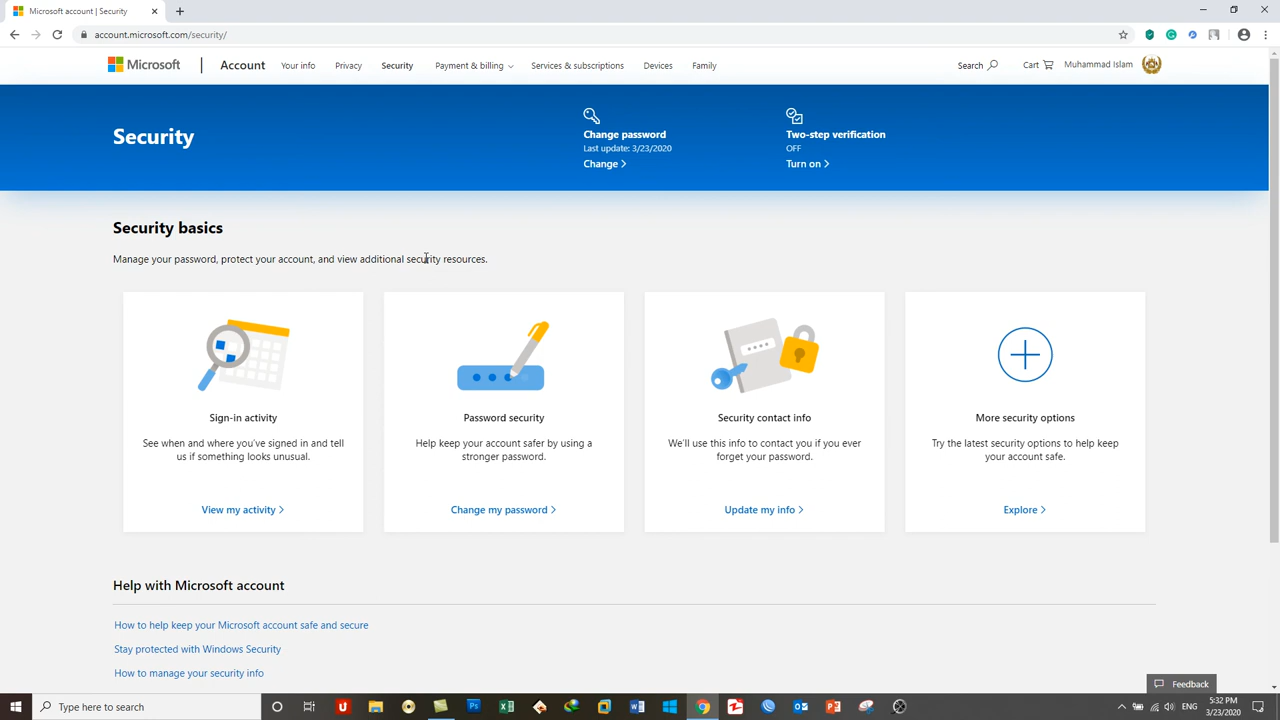 Microsoft account | Security
account.microsoft.com/security/
Microsoft
Account
Your info
Privacy
Security
Payment & billing
Services & subscriptions
Devices
Family
Search
Cart
Muhammad Islam
Security
Change password
Last update: 3/23/2020
Change
Two-step verification
OFF
Turn on
Security basics
Manage your password, protect your account, and view additional security resources.
Sign-in activity
See when and where you've signed in and tell
us if something looks unusual.
View my activity
Password security
Help keep your account safer by using a
stronger password.
Change my password
Security contact info
We'll use this info to contact you if you ever
forget your password.
Update my info
More security options
Try the latest security options to help keep
your account safe.
Explore
Help with Microsoft account
How to help keep your Microsoft account safe and secure
Stay protected with Windows Security
How to manage your security info
Feedback
Type here to search
5:32 PM
3/23/2020